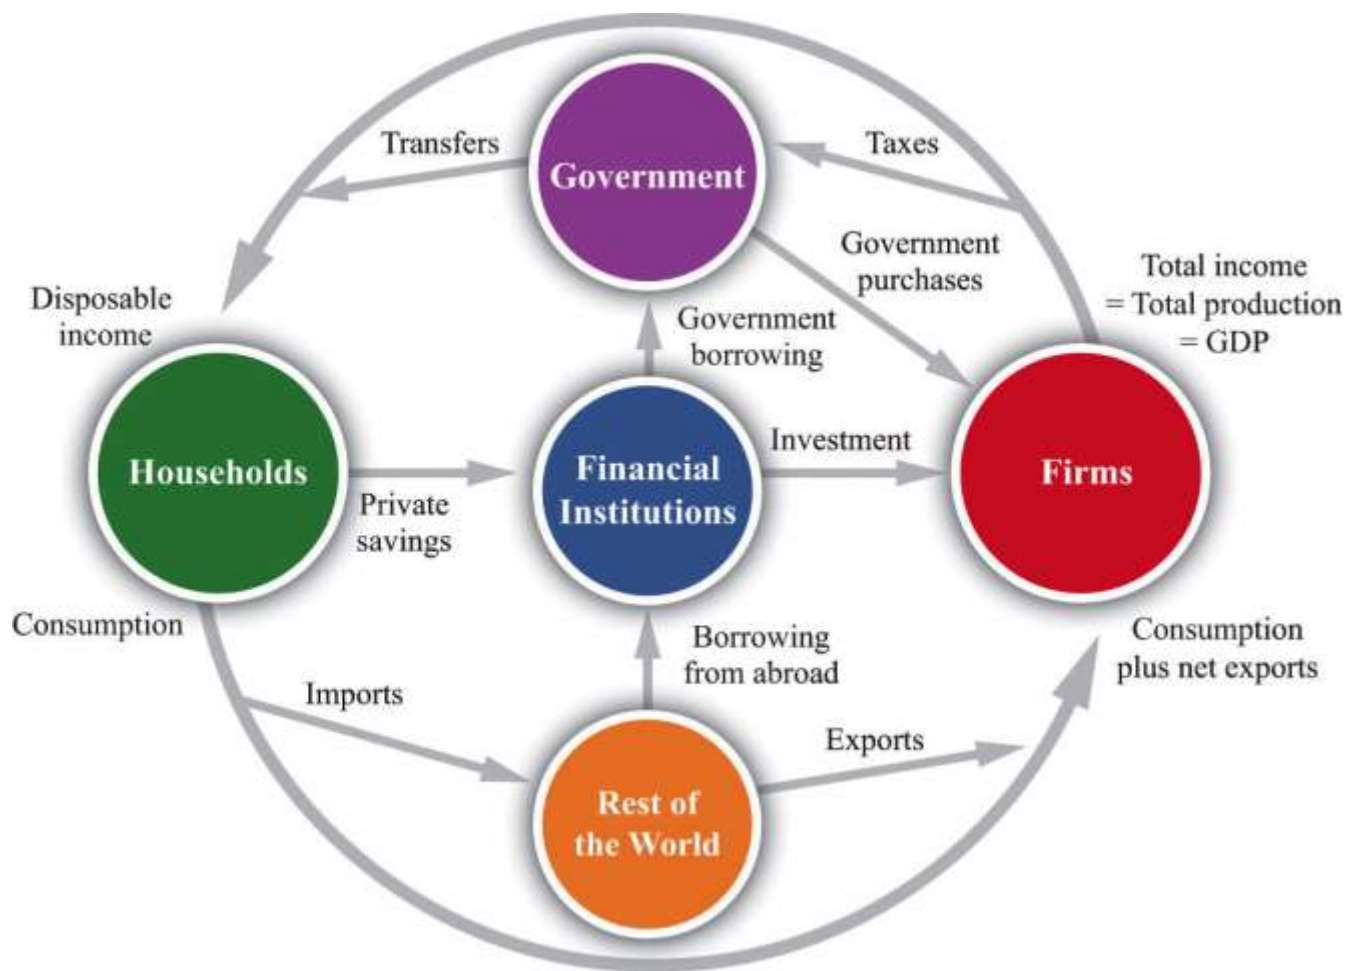 Transfers
Taxes
Government
Government
purchases
Total income
= Total production
= GDP
Disposable
income
Government
borrowing
Households
Financial
Institutions
Investment
Firms
Private
savings
Consumption
Borrowing
from abroad
Consumption
plus net exports
Imports
Exports
Rest of
the World